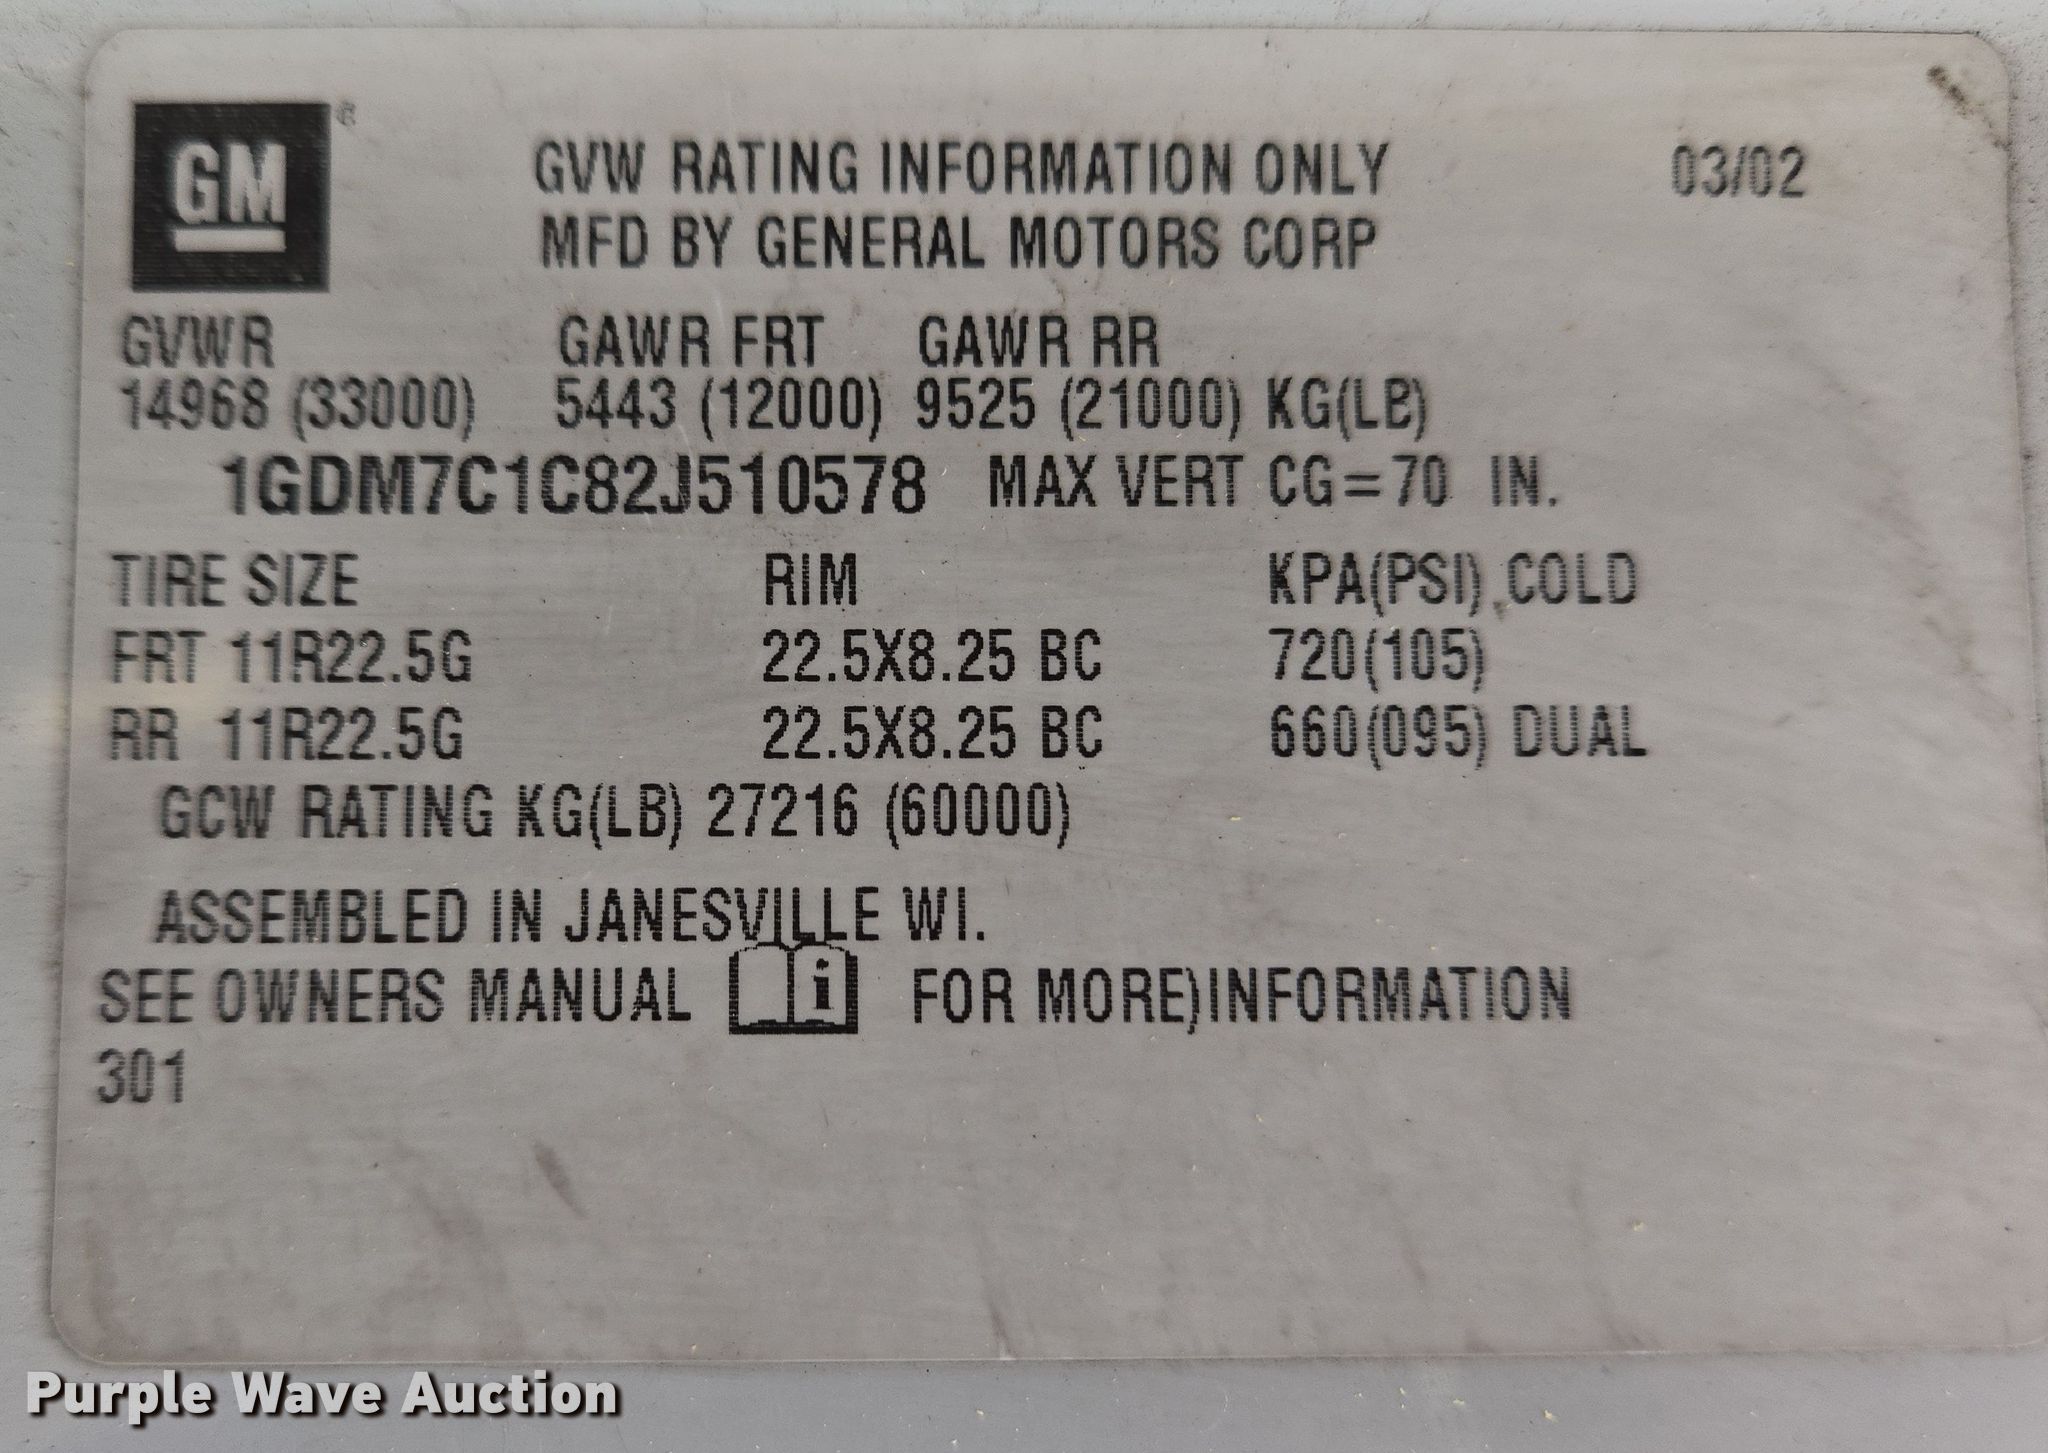 GM®
GVW RATING INFORMATION ONLY 03/02
MFD BY GENERAL MOTORS CORP
GVWR GAWR FRT GAWR RR
14968 (33000) 5443 (12000) 9525 (21000) KG(LB)
1GDM7C1C82J510578 MAX VERT CG=70 IN.
TIRE SIZE RIM KPA(PSI) COLD
FRT 11R22.5G 22.5X8.25 BC 720(105)
RR 11R22.5G 22.5X8.25 BC 660(095) DUAL
GCW RATING KG(LB) 27216 (60000)
ASSEMBLED IN JANESVILLE WI.
SEE OWNERS MANUAL i FOR MORE)INFORMATION
301
Purple Wave Auction